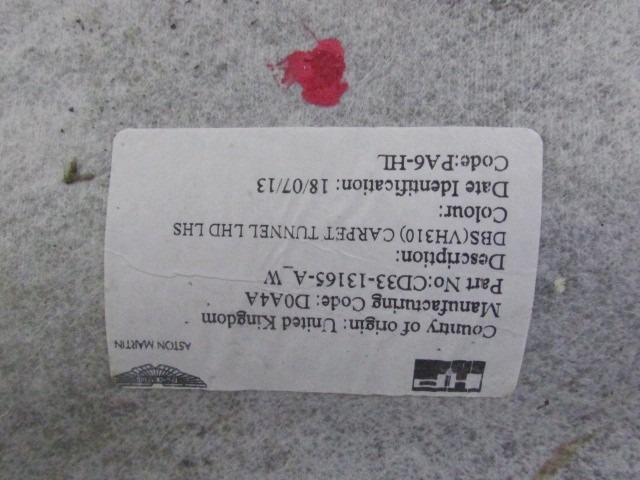 ASTON MARTIN
Country of origin: United Kingdom
Manufacturing Code: D0A4A
Part No:CD33-13165-A_W
Description:
DBS(VH310) CARPET TUNNEL LHD LHS
Colour:
Date Identification: 18/07/13
Code:PA6-HL